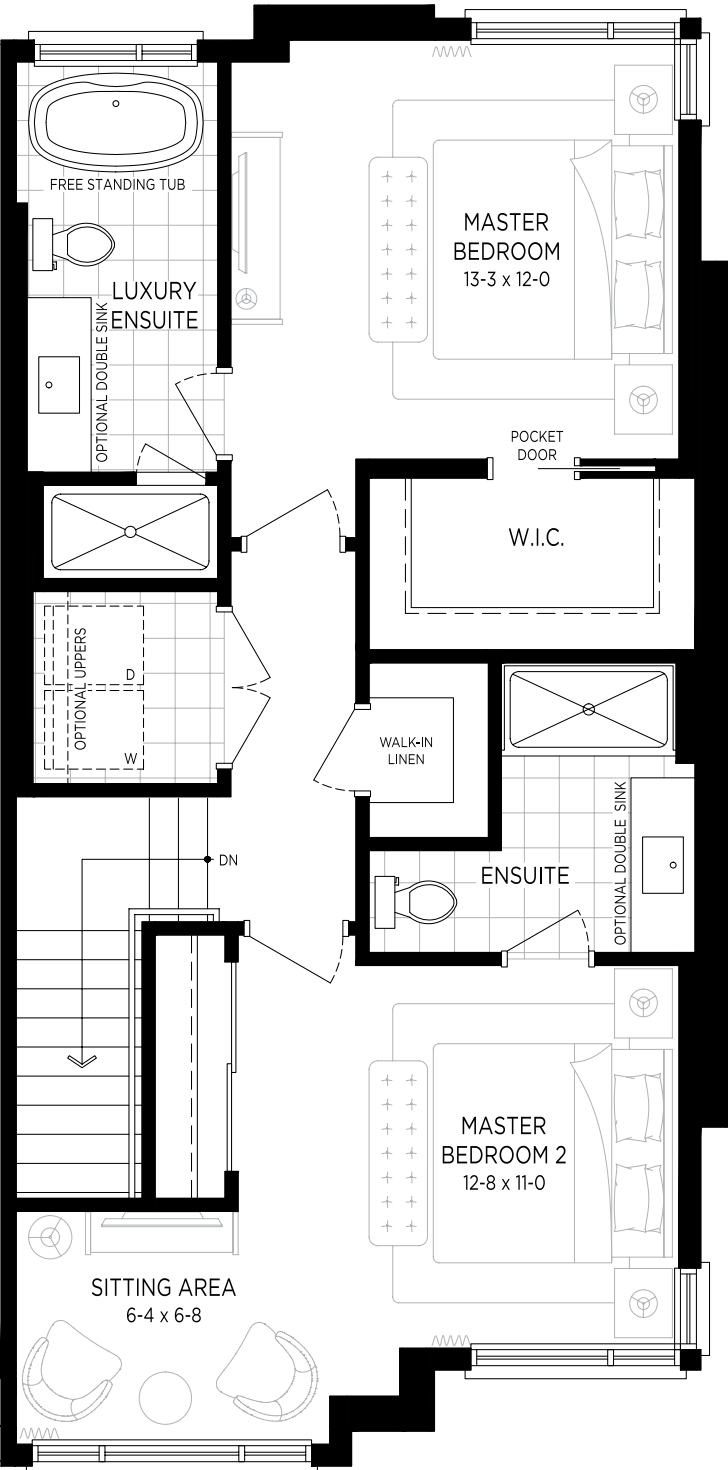 FREE STANDING TUB
MASTER
BEDROOM
13-3 x 12-0
LUXURY
ENSUITE
OPTIONAL DOUBLE SINK
POCKET
DOOR
W.I.C.
OPTIONAL UPPERS
D
W
WALK-IN
LINEN
OPTIONAL DOUBLE SINK
DN
ENSUITE
MASTER
BEDROOM 2
12-8 x 11-0
SITTING AREA
6-4 x 6-8